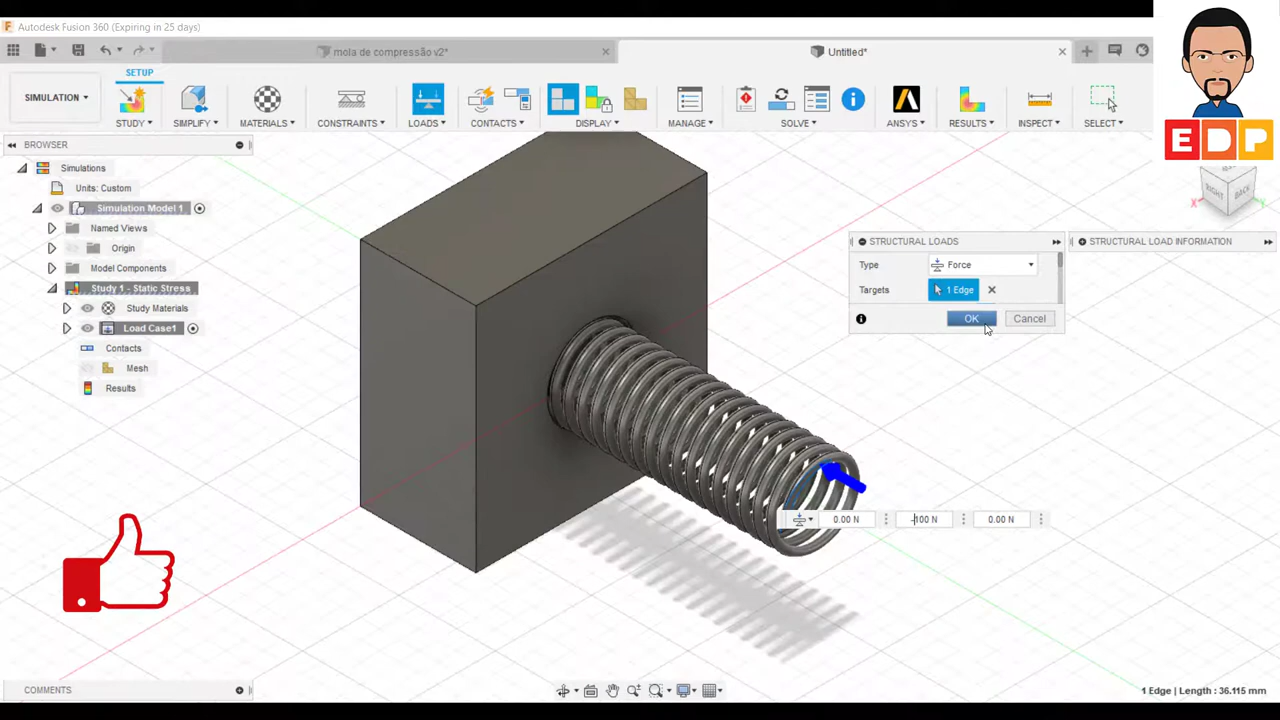 Autodesk Fusion 360 (Expiring in 25 days)
mola de compressão v2*
Untitled*
SETUP
SIMULATION
STUDY
SIMPLIFY
MATERIALS
CONSTRAINTS
LOADS
CONTACTS
DISPLAY
MANAGE
SOLVE
ANSYS
RESULTS
INSPECT
SELECT
EDP
BROWSER
Simulations
Units: Custom
Simulation Model 1
Named Views
Origin
Model Components
Study 1 - Static Stress
Study Materials
Load Case1
Contacts
Mesh
Results
RIGHT
BACK
X
STRUCTURAL LOADS
Type Force
Targets 1 Edge
OK Cancel
STRUCTURAL LOAD INFORMATION
0.00 N -100 N 0.00 N
COMMENTS
1 Edge | Length : 36.115 mm